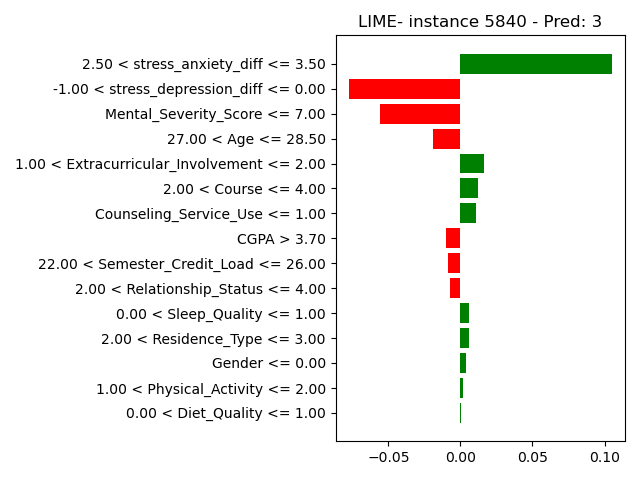 LIME- instance 5840 - Pred: 3
2.50 < stress_anxiety_diff <= 3.50
-1.00 < stress_depression_diff <= 0.00
Mental_Severity_Score <= 7.00
27.00 < Age <= 28.50
1.00 < Extracurricular_Involvement <= 2.00
2.00 < Course <= 4.00
Counseling_Service_Use <= 1.00
CGPA > 3.70
22.00 < Semester_Credit_Load <= 26.00
2.00 < Relationship_Status <= 4.00
0.00 < Sleep_Quality <= 1.00
2.00 < Residence_Type <= 3.00
Gender <= 0.00
1.00 < Physical_Activity <= 2.00
0.00 < Diet_Quality <= 1.00
−0.05 0.00 0.05 0.10